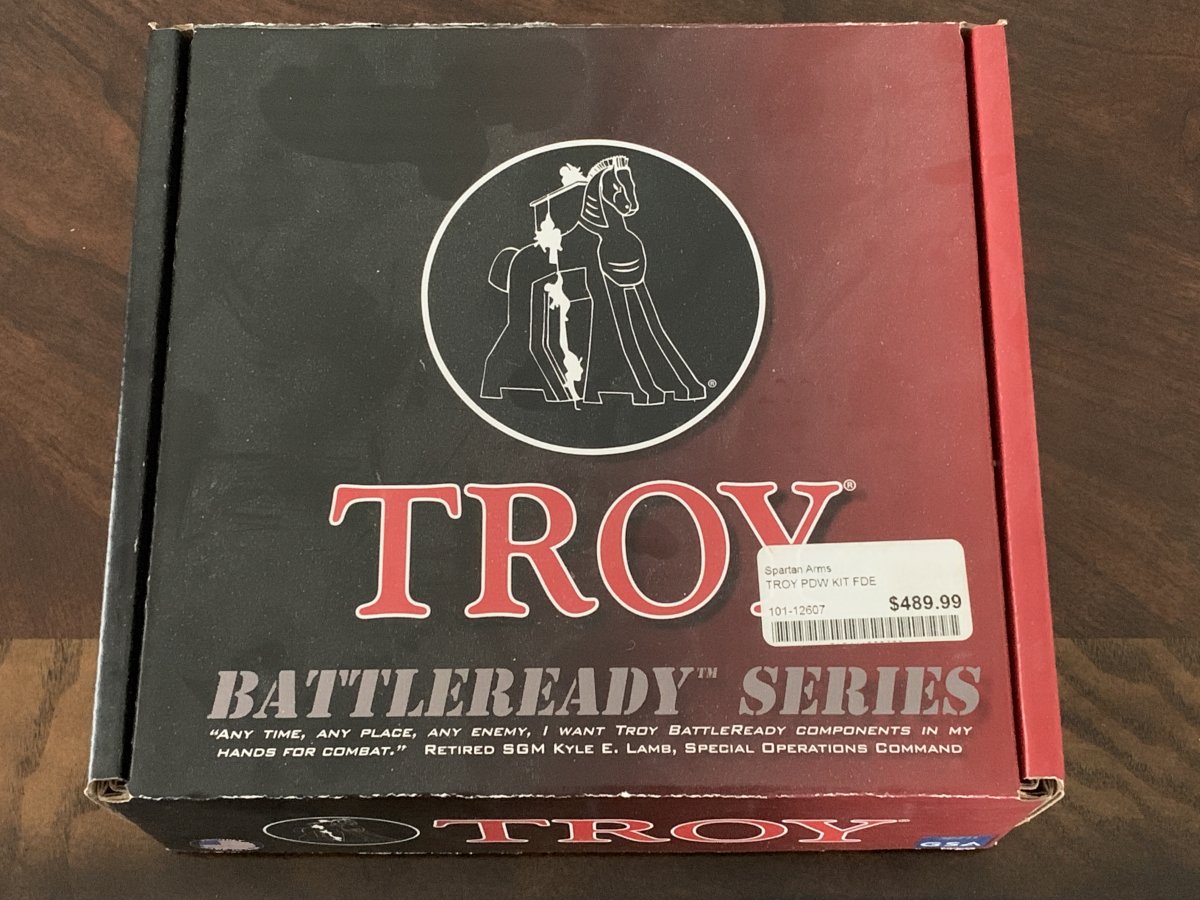 ®
TROY®
Spartan Arms
TROY PDW KIT FDE
101-12607 $489.99
BATTLEREADY™ SERIES
“ANY TIME, ANY PLACE, ANY ENEMY, I WANT TROY BATTLEREADY COMPONENTS IN MY
HANDS FOR COMBAT.” RETIRED SGM KYLE E. LAMB, SPECIAL OPERATIONS COMMAND
TROY
GSA